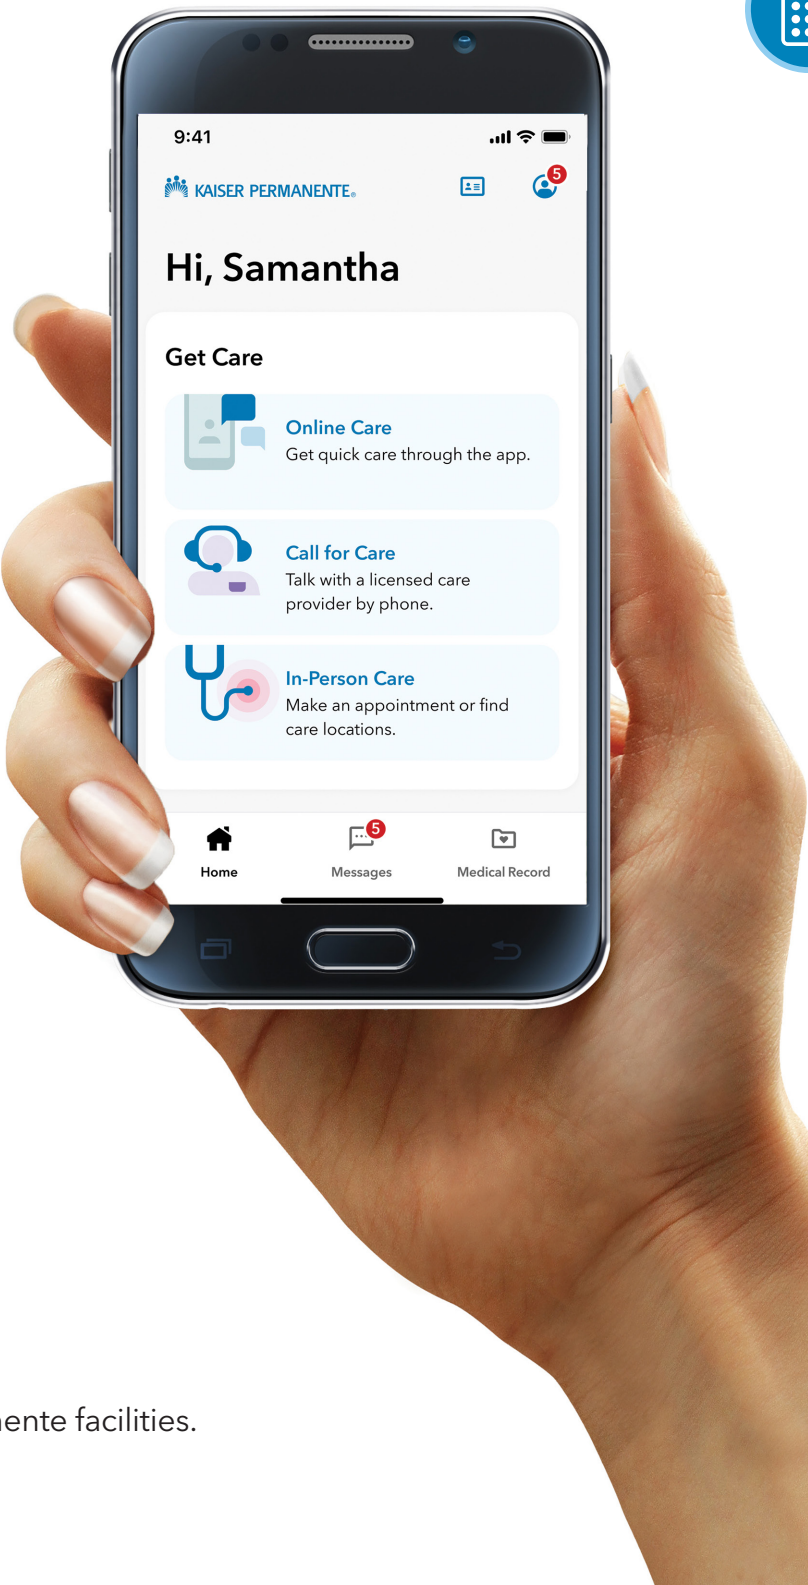 9:41
KAISER PERMANENTE®
5
Hi, Samantha
Get Care
Online Care
Get quick care through the app.
Call for Care
Talk with a licensed care
provider by phone.
In-Person Care
Make an appointment or find
care locations.
5
Home
Messages
Medical Record
nente facilities.